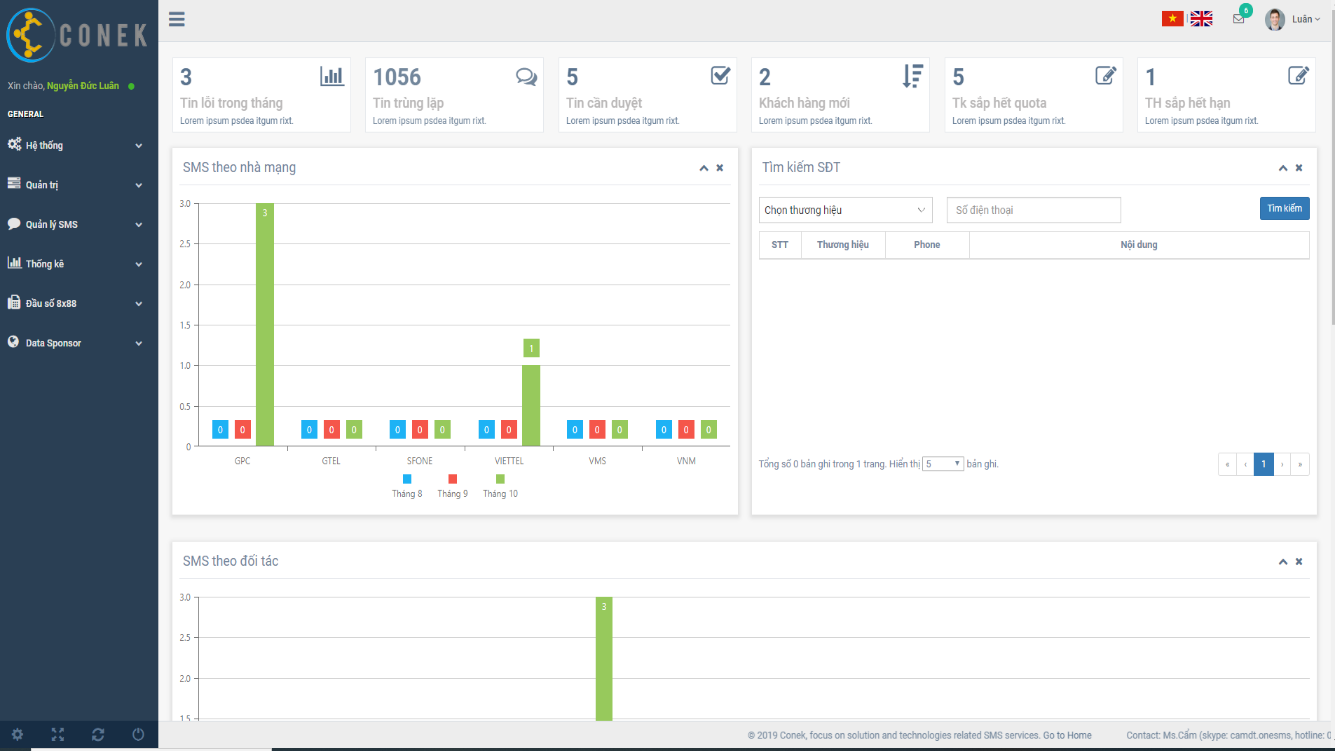 CONEK
6
Luân
Xin chào, Nguyễn Đức Luân
GENERAL
Hệ thống
Quản trị
Quản lý SMS
Thống kê
Đầu số 8x88
Data Sponsor
3
Tin lỗi trong tháng
Lorem ipsum psdea itgum rixt.
1056
Tin trùng lặp
Lorem ipsum psdea itgum rixt.
5
Tin cần duyệt
Lorem ipsum psdea itgum rixt.
2
Khách hàng mới
Lorem ipsum psdea itgum rixt.
5
Tk sắp hết quota
Lorem ipsum psdea itgum rixt.
1
TH sắp hết hạn
Lorem ipsum psdea itgum rixt.
SMS theo nhà mạng
3.0
2.5
2.0
1.5
1.0
0.5
0
0 0 3
0 0 0
0 0 0
0 0 1
0 0 0
0 0 0
GPC GTEL SFONE VIETTEL VMS VNM
Tháng 8 Tháng 9 Tháng 10
Tìm kiếm SĐT
Chọn thương hiệu
Số điện thoại
Tìm kiếm
STT Thương hiệu Phone Nội dung
Tổng số 0 bản ghi trong 1 trang. Hiển thị 5 bản ghi.
« ‹ 1 › »
SMS theo đối tác
3.0
2.5
2.0
1.5
3
© 2019 Conek, focus on solution and technologies related SMS services. Go to Home
Contact: Ms.Cẩm (skype: camdt.onesms, hotline: 0